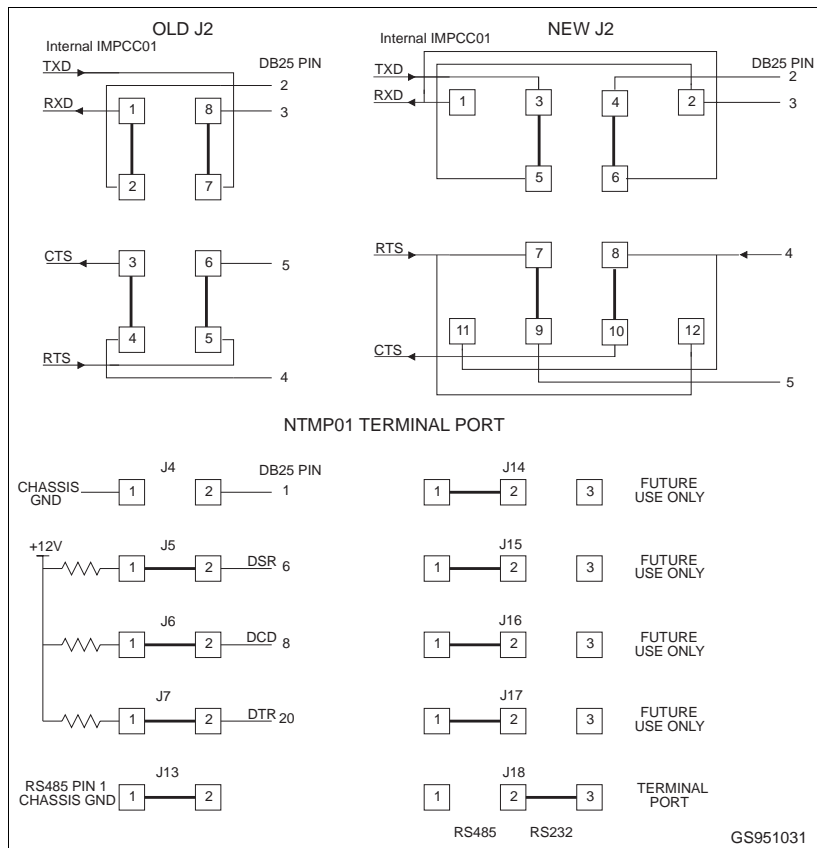 OLD J2
Internal IMPCC01
DB25 PIN
TXD
2
RXD
1
8
3
2
7
CTS
3
6
5
4
5
RTS
4
NEW J2
Internal IMPCC01
DB25 PIN
TXD
2
RXD
1
3
4
2
3
5
6
RTS
7
8
4
11
9
10
12
CTS
5
NTMP01 TERMINAL PORT
J4
DB25 PIN
CHASSIS
GND
1
2
1
+12V
J5
1
2
DSR 6
J6
1
2
DCD 8
J7
1
2
DTR 20
J13
RS485 PIN 1
CHASSIS GND
1
2
J14
1
2
3
FUTURE
USE ONLY
J15
1
2
3
FUTURE
USE ONLY
J16
1
2
3
FUTURE
USE ONLY
J17
1
2
3
FUTURE
USE ONLY
J18
1
2
3
TERMINAL
PORT
RS485 RS232
GS951031